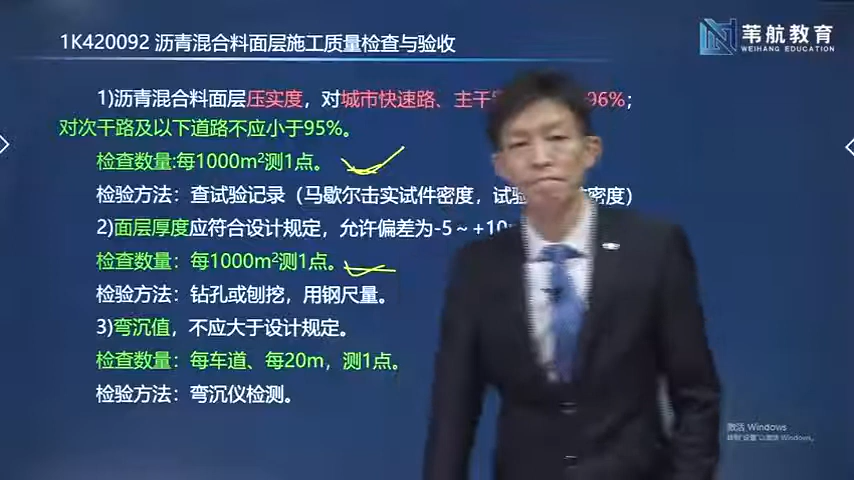 1K420092 沥青混合料面层施工质量检查与验收
苇航教育
WEIHANG EDUCATION
1)沥青混合料面层压实度，对城市快速路、主干 96%；
对次干路及以下道路不应小于95%。
检查数量:每1000m²测1点。
检验方法：查试验记录（马歇尔击实试件密度，试验 密度）
2)面层厚度应符合设计规定，允许偏差为-5～+10
检查数量：每1000m²测1点。
检验方法：钻孔或刨挖，用钢尺量。
3)弯沉值，不应大于设计规定。
检查数量：每车道、每20m，测1点。
检验方法：弯沉仪检测。
激活 Windows
转到"设置"以激活 Windows。